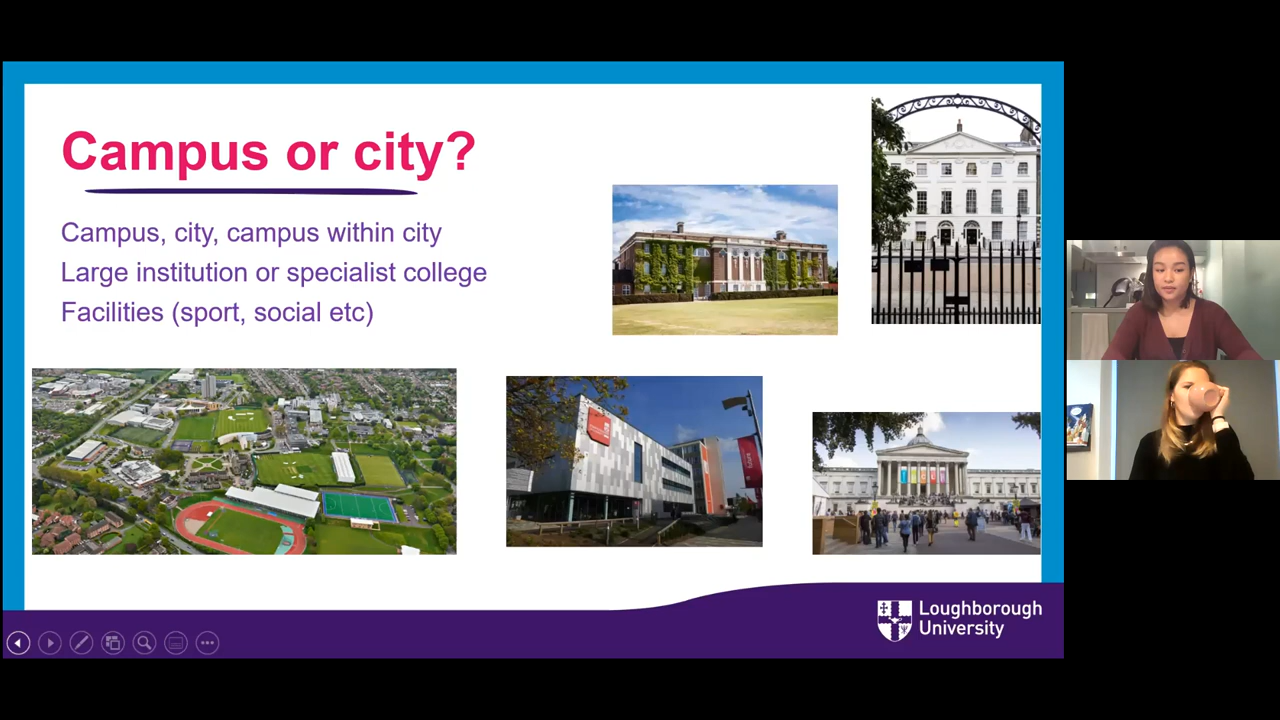 Campus or city?
Campus, city, campus within city
Large institution or specialist college
Facilities (sport, social etc)
Loughborough
University